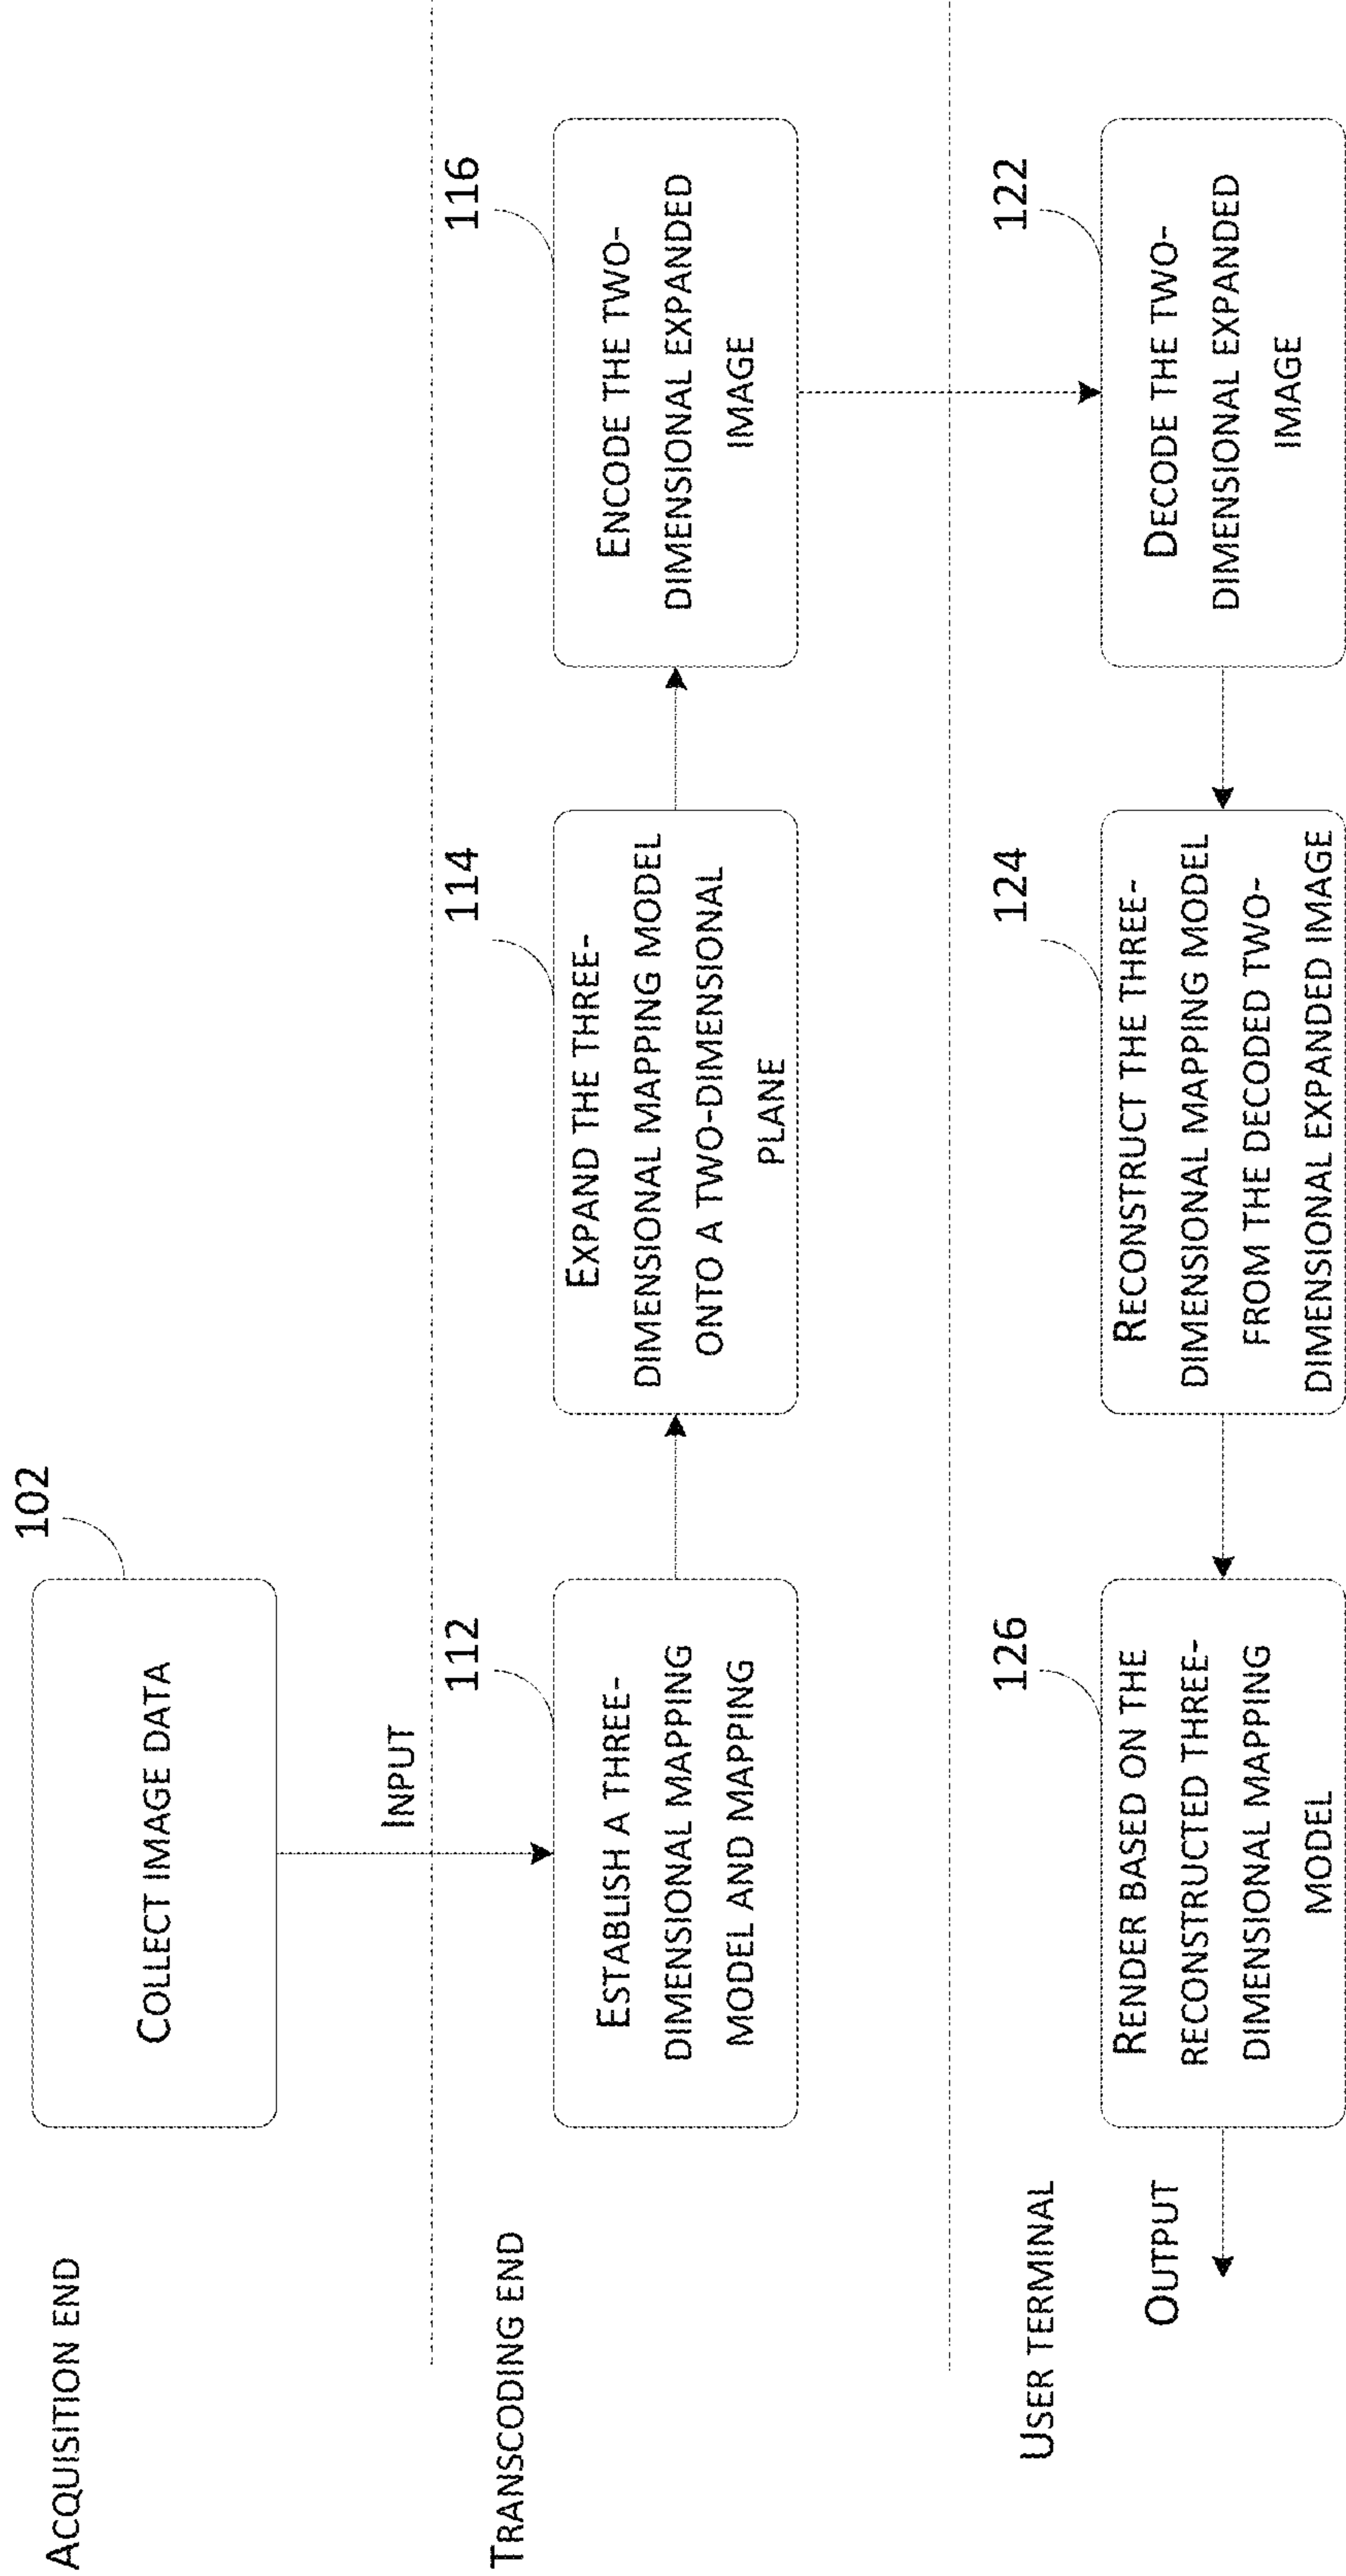 ACQUISITION END
102
COLLECT IMAGE DATA
INPUT
TRANSCODING END
112
ESTABLISH A THREE-
DIMENSIONAL MAPPING
MODEL AND MAPPING
114
EXPAND THE THREE-
DIMENSIONAL MAPPING MODEL
ONTO A TWO-DIMENSIONAL
PLANE
116
ENCODE THE TWO-
DIMENSIONAL EXPANDED
IMAGE
USER TERMINAL
OUTPUT
126
RENDER BASED ON THE
RECONSTRUCTED THREE-
DIMENSIONAL MAPPING
MODEL
124
RECONSTRUCT THE THREE-
DIMENSIONAL MAPPING MODEL
FROM THE DECODED TWO-
DIMENSIONAL EXPANDED IMAGE
122
DECODE THE TWO-
DIMENSIONAL EXPANDED
IMAGE